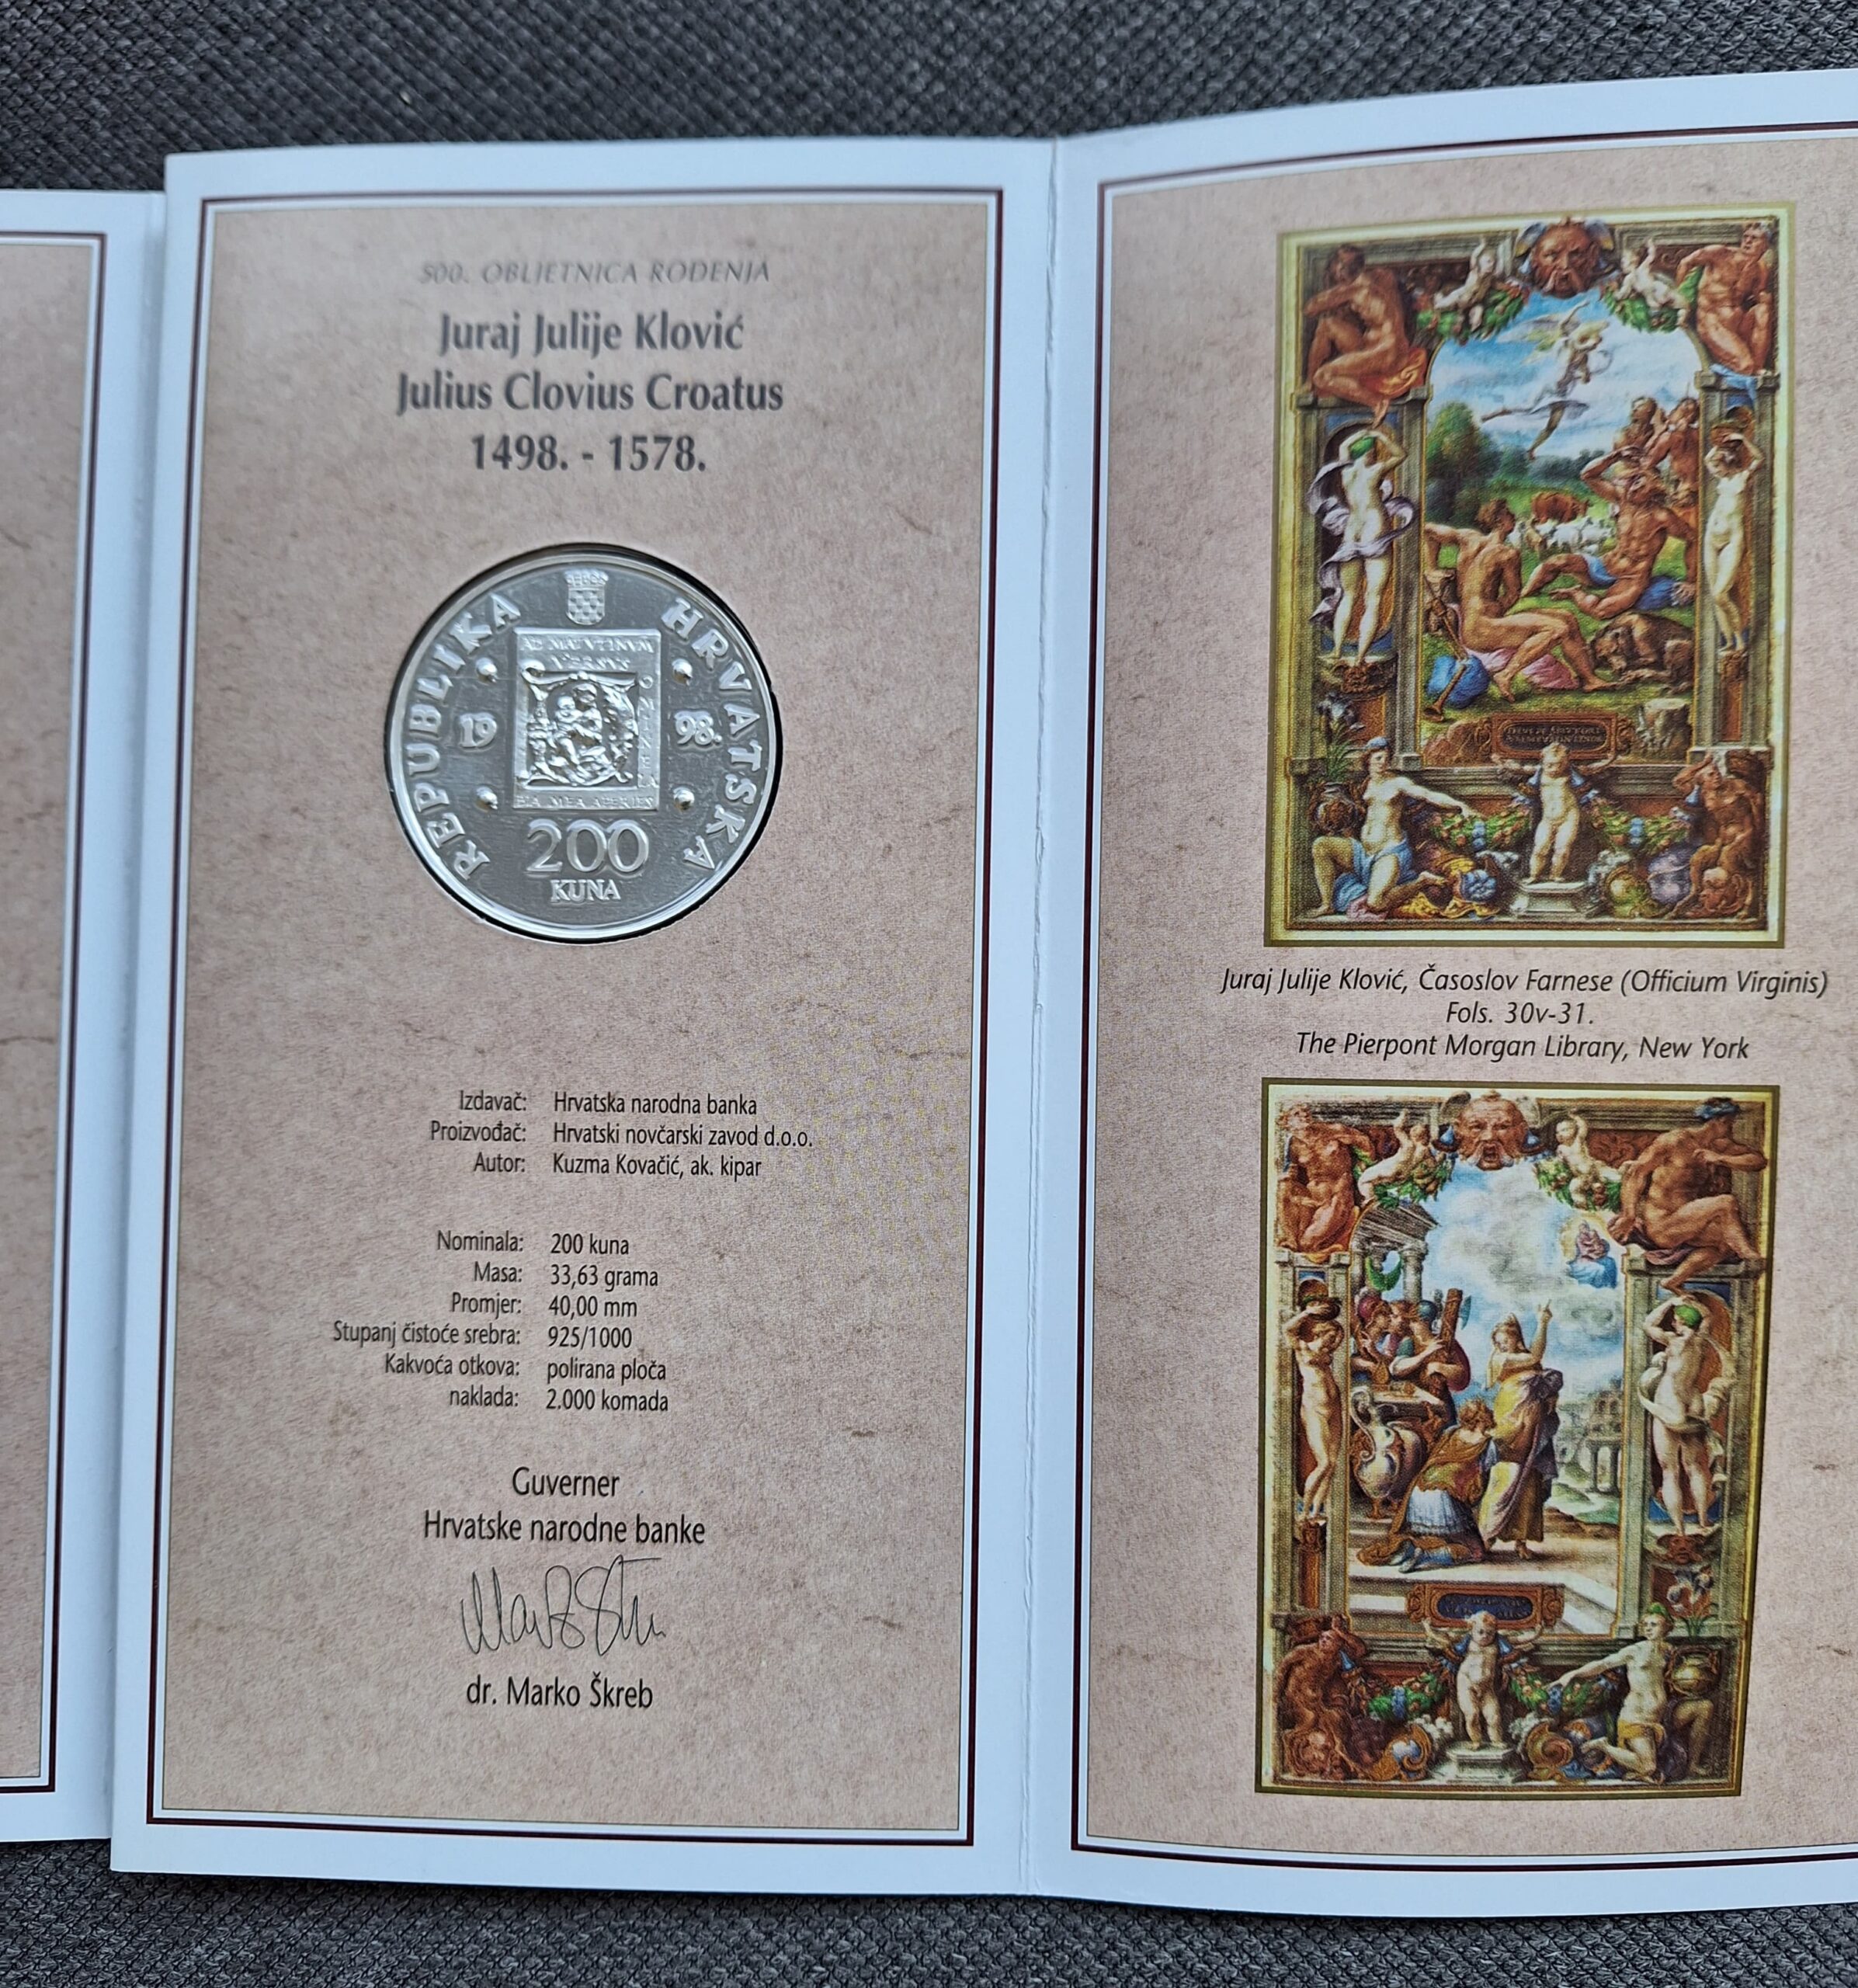 500. OBLJETNICA ROĐENJA
Juraj Julije Klović
Julius Clovius Croatus
1498. - 1578.
REPUBLIKA HRVATSKA
AD MATVTINVM
VERSVS
19 98.
200
KUNA
Izdavač: Hrvatska narodna banka
Proizvođač: Hrvatski novčarski zavod d.o.o.
Autor: Kuzma Kovačić, ak. kipar
Nominala: 200 kuna
Masa: 33,63 grama
Promjer: 40,00 mm
Stupanj čistoće srebra: 925/1000
Kakvoća otkova: polirana ploča
naklada: 2.000 komada
Guverner
Hrvatske narodne banke
dr. Marko Škreb
Juraj Julije Klović, Časoslov Farnese (Officium Virginis)
Fols. 30v-31.
The Pierpont Morgan Library, New York